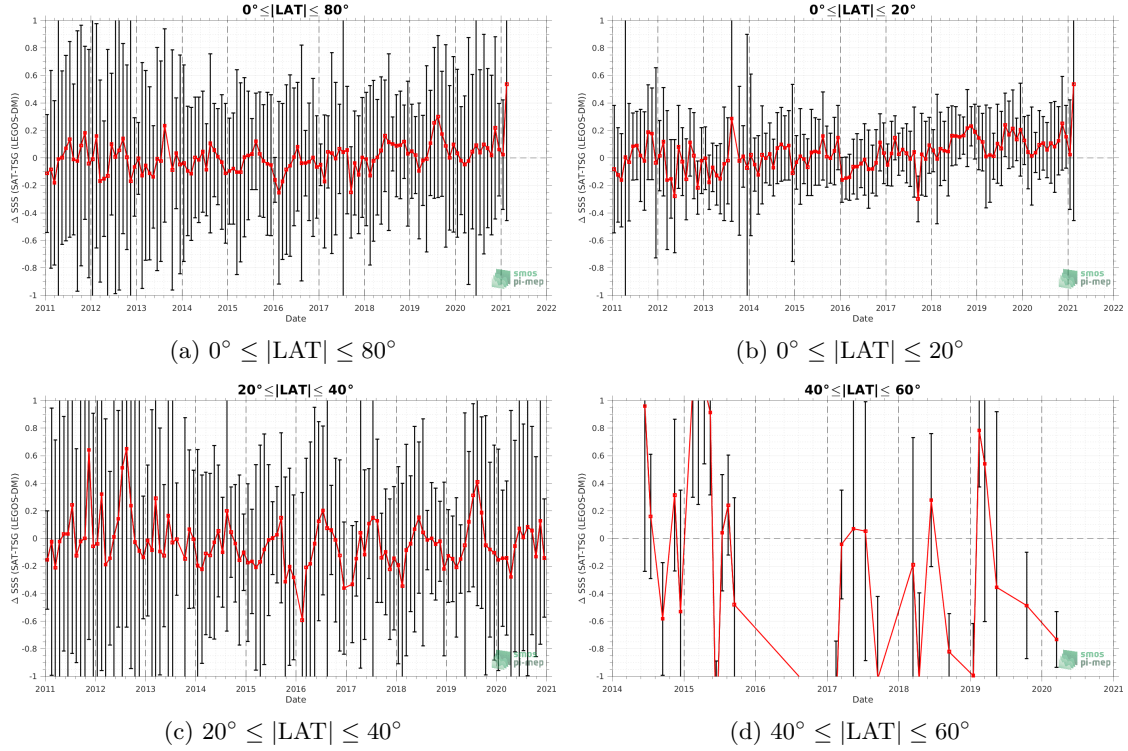 0°≤|LAT|≤ 80°
Δ SSS (SAT-TSG (LEGOS-DM))
1
0.8
0.6
0.4
0.2
0
-0.2
-0.4
-0.6
-0.8
-1
2011 2012 2013 2014 2015 2016 2017 2018 2019 2020 2021 2022
Date
smos
pi-mep
(a) 0° ≤ |LAT| ≤ 80°
0°≤|LAT|≤ 20°
Δ SSS (SAT-TSG (LEGOS-DM))
1
0.8
0.6
0.4
0.2
0
-0.2
-0.4
-0.6
-0.8
-1
2011 2012 2013 2014 2015 2016 2017 2018 2019 2020 2021 2022
Date
smos
pi-mep
(b) 0° ≤ |LAT| ≤ 20°
20°≤|LAT|≤ 40°
Δ SSS (SAT-TSG (LEGOS-DM))
1
0.8
0.6
0.4
0.2
0
-0.2
-0.4
-0.6
-0.8
-1
2011 2012 2013 2014 2015 2016 2017 2018 2019 2020 2021
Date
smos
pi-mep
(c) 20° ≤ |LAT| ≤ 40°
40°≤|LAT|≤ 60°
Δ SSS (SAT-TSG (LEGOS-DM))
1
0.8
0.6
0.4
0.2
0
-0.2
-0.4
-0.6
-0.8
-1
2014 2015 2016 2017 2018 2019 2020 2021
Date
smos
pi-mep
(d) 40° ≤ |LAT| ≤ 60°